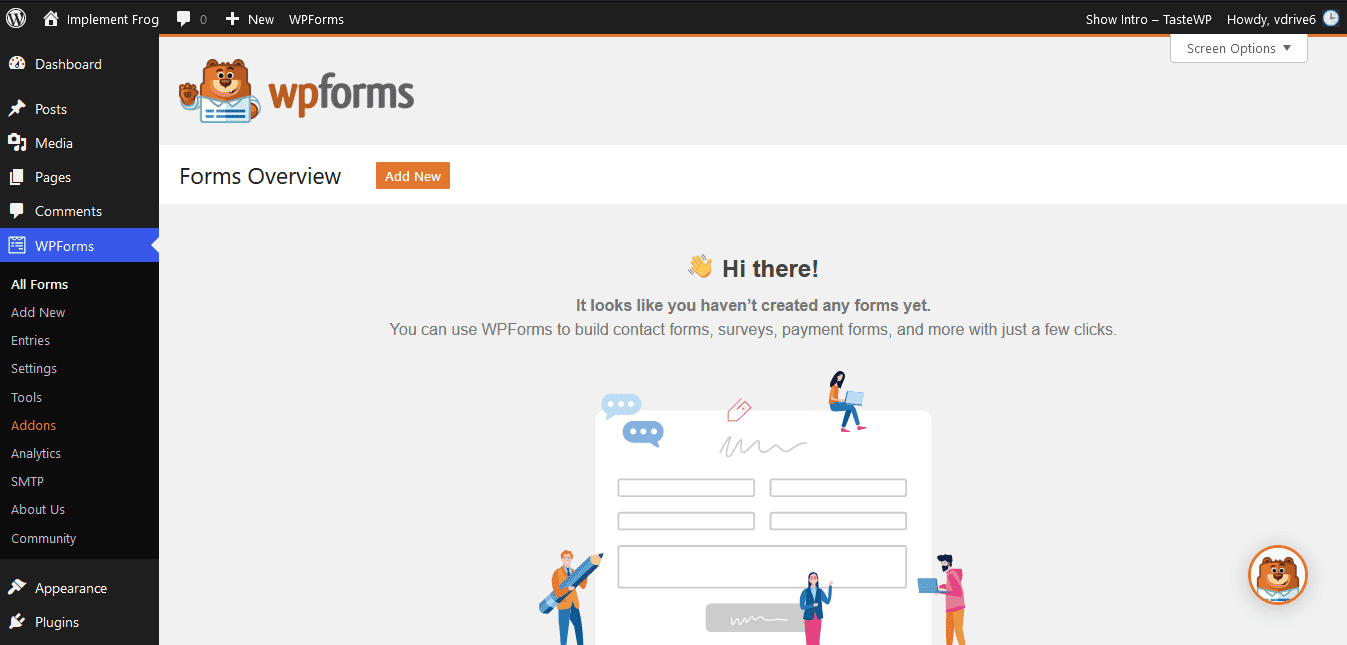 Implement Frog 0 New WPForms Show Intro – TasteWP Howdy, vdrive6
Screen Options
Dashboard
Posts
Media
Pages
Comments
WPForms
All Forms
Add New
Entries
Settings
Tools
Addons
Analytics
SMTP
About Us
Community
Appearance
Plugins
wpforms
Forms Overview Add New
Hi there!
It looks like you haven’t created any forms yet.
You can use WPForms to build contact forms, surveys, payment forms, and more with just a few clicks.